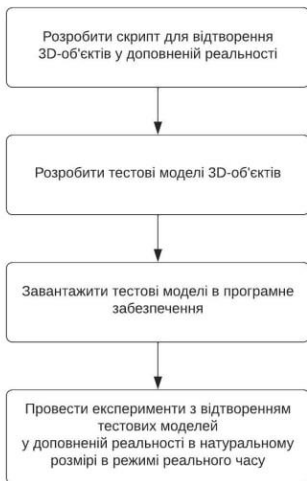 Розробити скрипт для відтворення
3D-об'єктів у доповненій реальності
Розробити тестові моделі 3D-об'єктів
Завантажити тестові моделі в програмне
забезпечення
Провести експерименти з відтворенням
тестових моделей
у доповненій реальності в натуральному
розмірі в режимі реального часу